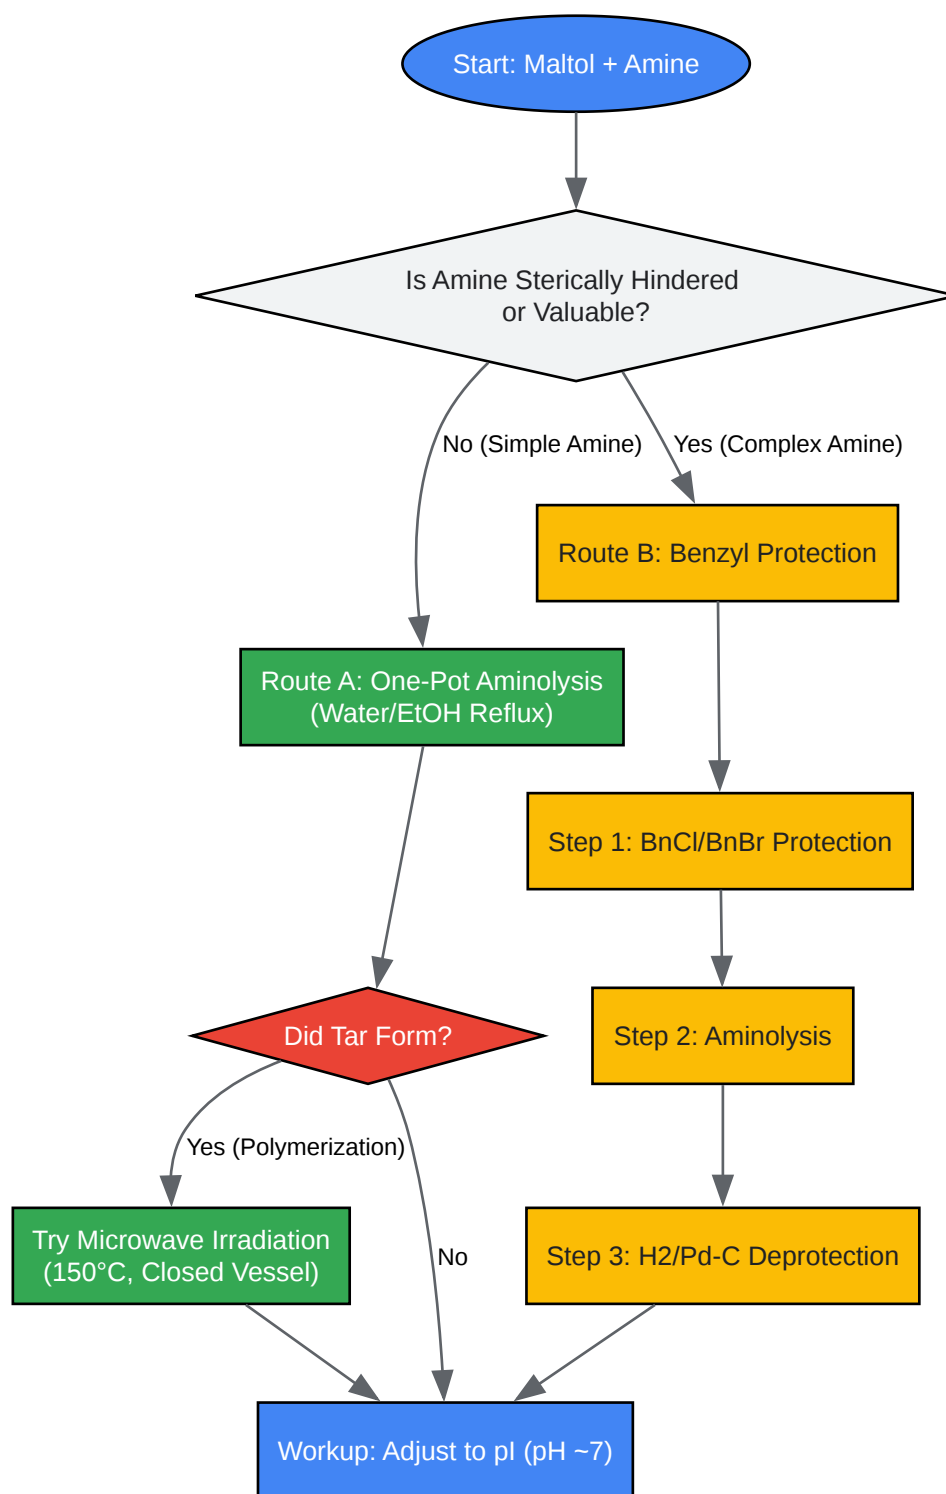 Start: Maltol + Amine
Is Amine Sterically Hindered
or Valuable?
No (Simple Amine)
Yes (Complex Amine)
Route B: Benzyl Protection
Route A: One-Pot Aminolysis
(Water/EtOH Reflux)
Step 1: BnCl/BnBr Protection
Did Tar Form?
Step 2: Aminolysis
Yes (Polymerization)
No
Try Microwave Irradiation
(150°C, Closed Vessel)
Step 3: H2/Pd-C Deprotection
Workup: Adjust to pI (pH ~7)